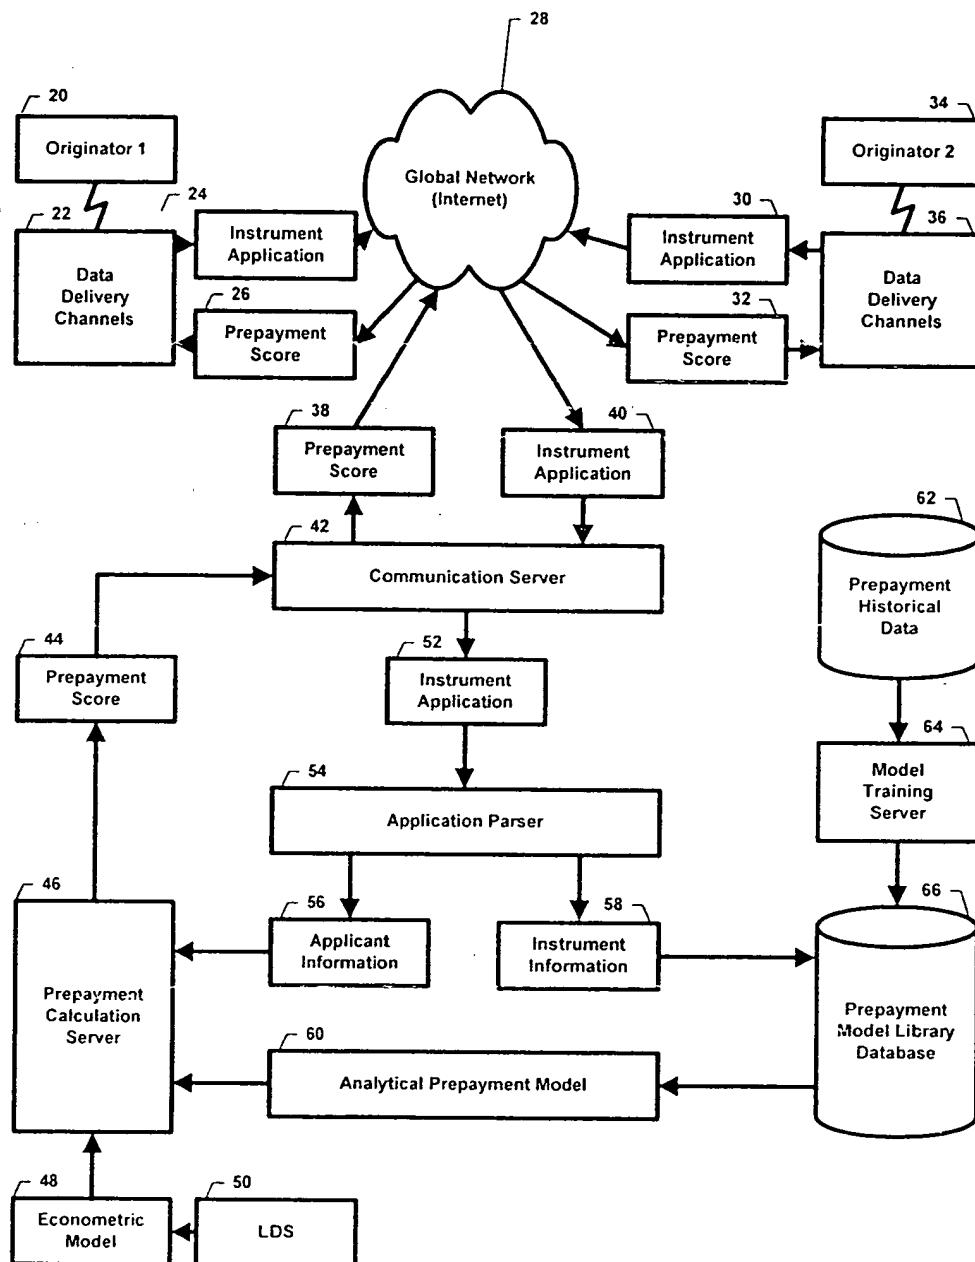 28
20
Originator 1
34
Originator 2
Global Network
(Internet)
24
Instrument
Application
22
Data
Delivery
Channels
26
Prepayment
Score
30
Instrument
Application
36
Data
Delivery
Channels
32
Prepayment
Score
38
Prepayment
Score
40
Instrument
Application
42
Communication Server
62
Prepayment
Historical
Data
44
Prepayment
Score
52
Instrument
Application
64
Model
Training
Server
54
Application Parser
46
Prepayment
Calculation
Server
56
Applicant
Information
58
Instrument
Information
66
Prepayment
Model Library
Database
60
Analytical Prepayment Model
48
Econometric
Model
50
LDS